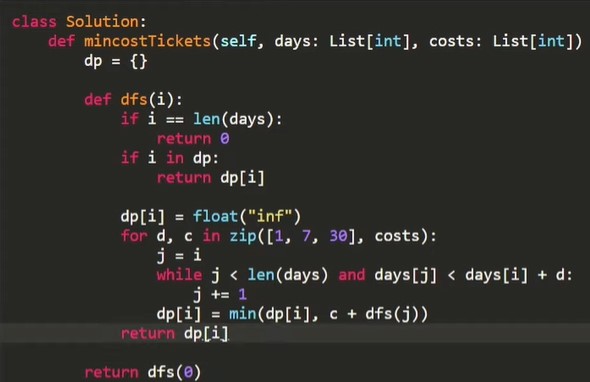 class Solution:
    def mincostTickets(self, days: List[int], costs: List[int])
        dp = {}

        def dfs(i):
            if i == len(days):
                return 0
            if i in dp:
                return dp[i]

            dp[i] = float("inf")
            for d, c in zip([1, 7, 30], costs):
                j = i
                while j < len(days) and days[j] < days[i] + d:
                    j += 1
                dp[i] = min(dp[i], c + dfs(j))
            return dp[i]

        return dfs(0)